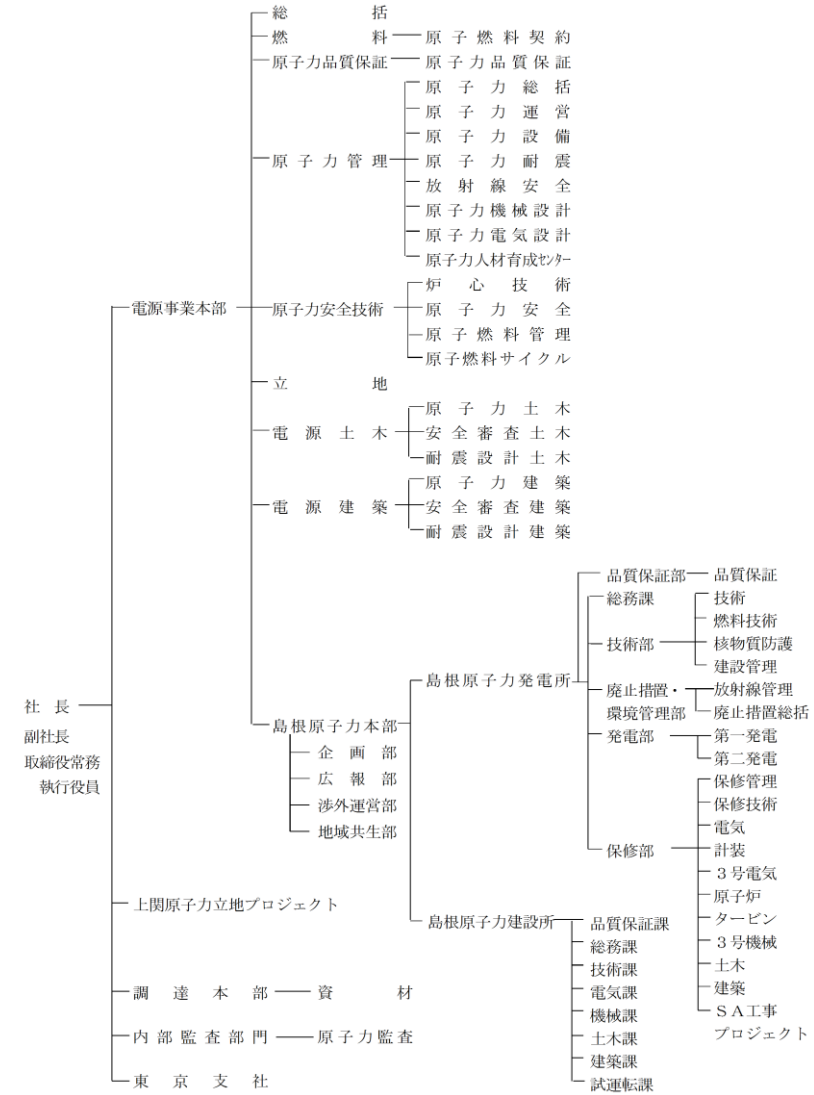 総括
燃料
原子燃料契約
原子力品質保証
原子力品質保証
原子力総括
原子力運営
原子力設備
原子力管理
原子力耐震
放射線安全
原子力機械設計
原子力電気設計
原子力人材育成ｾﾝﾀｰ
炉心技術
電源事業本部
原子力安全技術
原子力安全
原子燃料管理
原子燃料サイクル
立地
原子力土木
電源土木
安全審査土木
耐震設計土木
原子力建築
電源建築
安全審査建築
耐震設計建築
品質保証部
品質保証
総務課
技術
燃料技術
技術部
核物質防護
建設管理
島根原子力発電所
廃止措置・
環境管理部
放射線管理
廃止措置総括
発電部
第一発電
第二発電
保修管理
保修技術
電気
保修部
計装
３号電気
原子炉
タービン
３号機械
土木
建築
ＳＡ工事
プロジェクト
社長
副社長
取締役常務
執行役員
島根原子力本部
企画部
広報部
渉外運営部
地域共生部
上関原子力立地プロジェクト
島根原子力建設所
品質保証課
総務課
技術課
電気課
機械課
土木課
建築課
試運転課
調達本部
資材
内部監査部門
原子力監査
東京支社